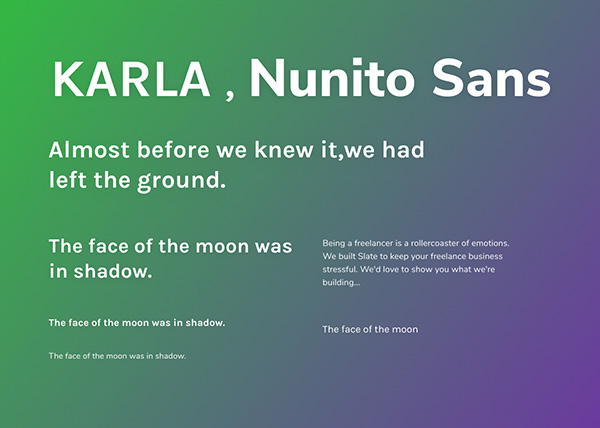 KARLA , Nunito Sans
Almost before we knew it,we had
left the ground.
The face of the moon was
in shadow.
Being a freelancer is a rollercoaster of emotions.
We built Slate to keep your freelance business
stressful. We'd love to show you what we're
building...
The face of the moon was in shadow.
The face of the moon
The face of the moon was in shadow.